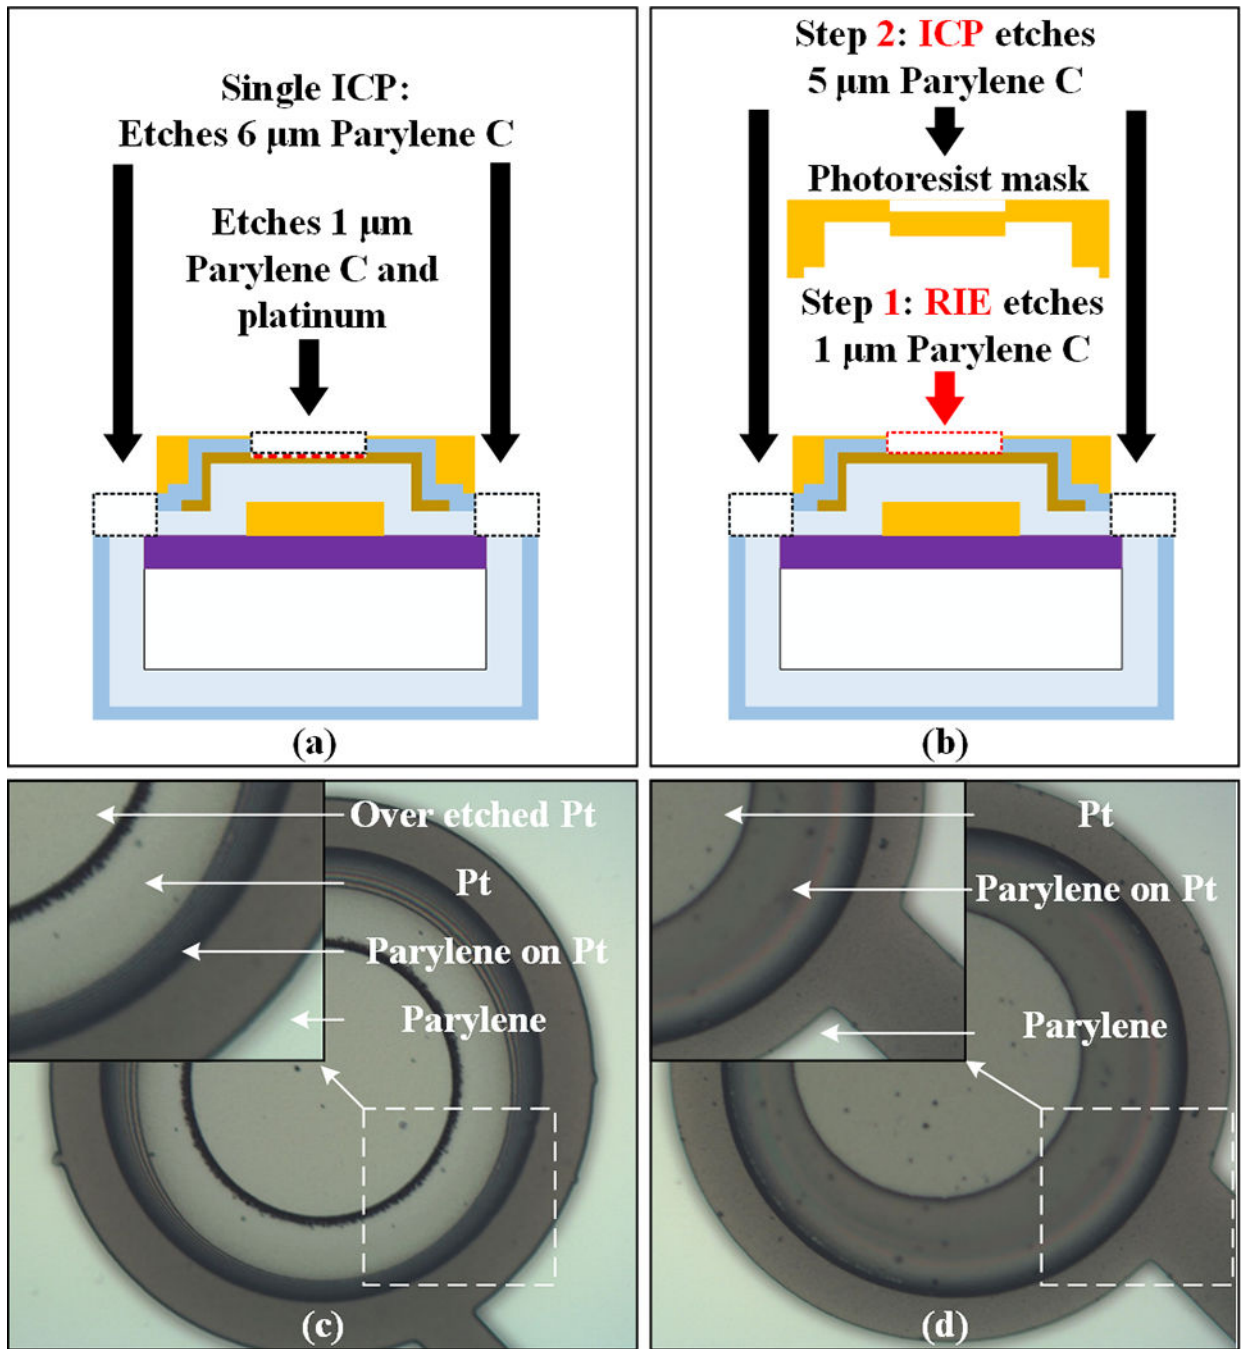 Single ICP:
Etches 6 μm Parylene C
Etches 1 μm
Parylene C and
platinum
(a)
Step 2: ICP etches
5 μm Parylene C
Photoresist mask
Step 1: RIE etches
1 μm Parylene C
(b)
Over etched Pt
Pt
Parylene on Pt
Parylene
(c)
Pt
Parylene on Pt
Parylene
(d)